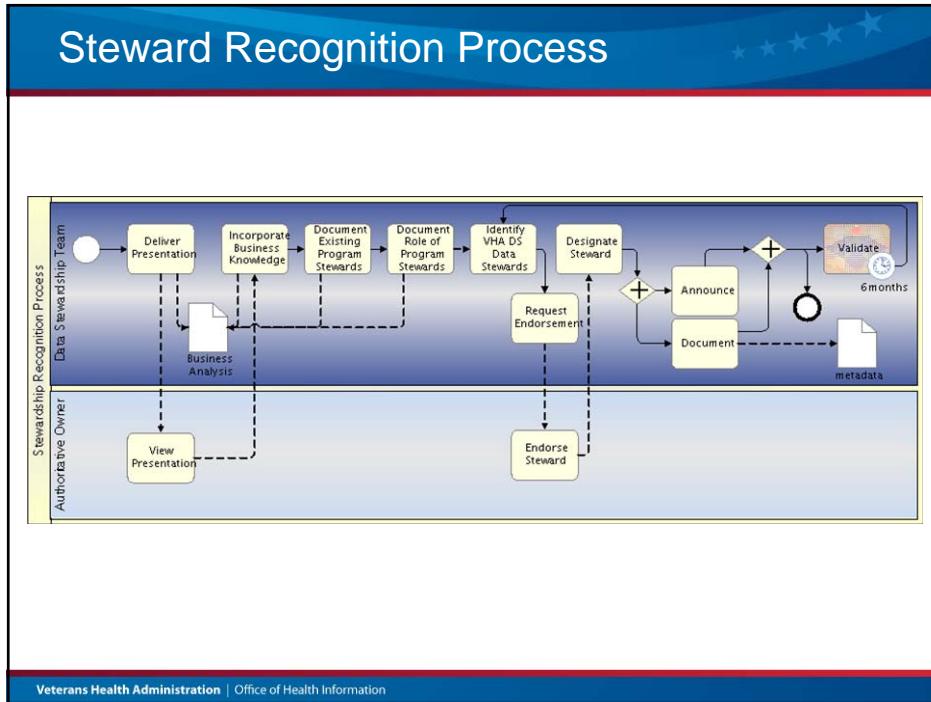 Steward Recognition Process
Stewardship Recognition Process
Data Stewardship Team
Deliver
Presentation
Incorporate
Business
Knowledge
Document
Existing
Program
Stewards
Document
Role of
Program
Stewards
Identify
VHA DS
Data
Stewards
Designate
Steward
Announce
Validate
6months
Request
Endorsement
Document
Business
Analysis
metadata
Authoritative Owner
View
Presentation
Endorse
Steward
Veterans Health Administration | Office of Health Information